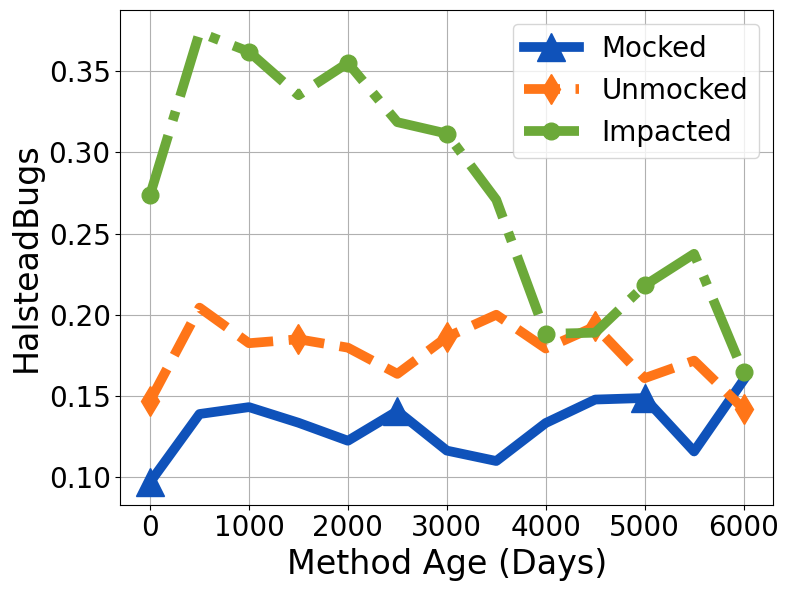 Mocked
Unmocked
Impacted
HalsteadBugs
0.35
0.30
0.25
0.20
0.15
0.10
0 1000 2000 3000 4000 5000 6000
Method Age (Days)